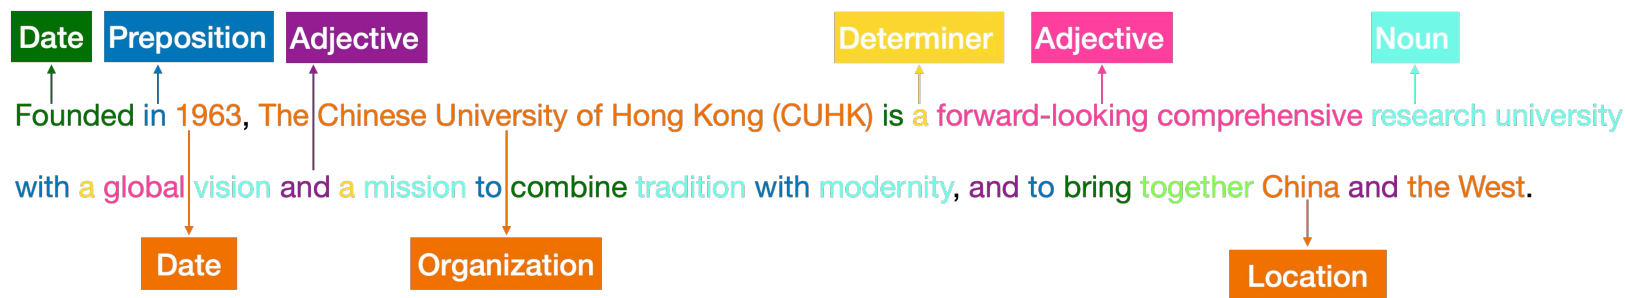 Date Preposition Adjective Determiner Adjective Noun
Founded in 1963, The Chinese University of Hong Kong (CUHK) is a forward-looking comprehensive research university
with a global vision and a mission to combine tradition with modernity, and to bring together China and the West.
Date Organization Location